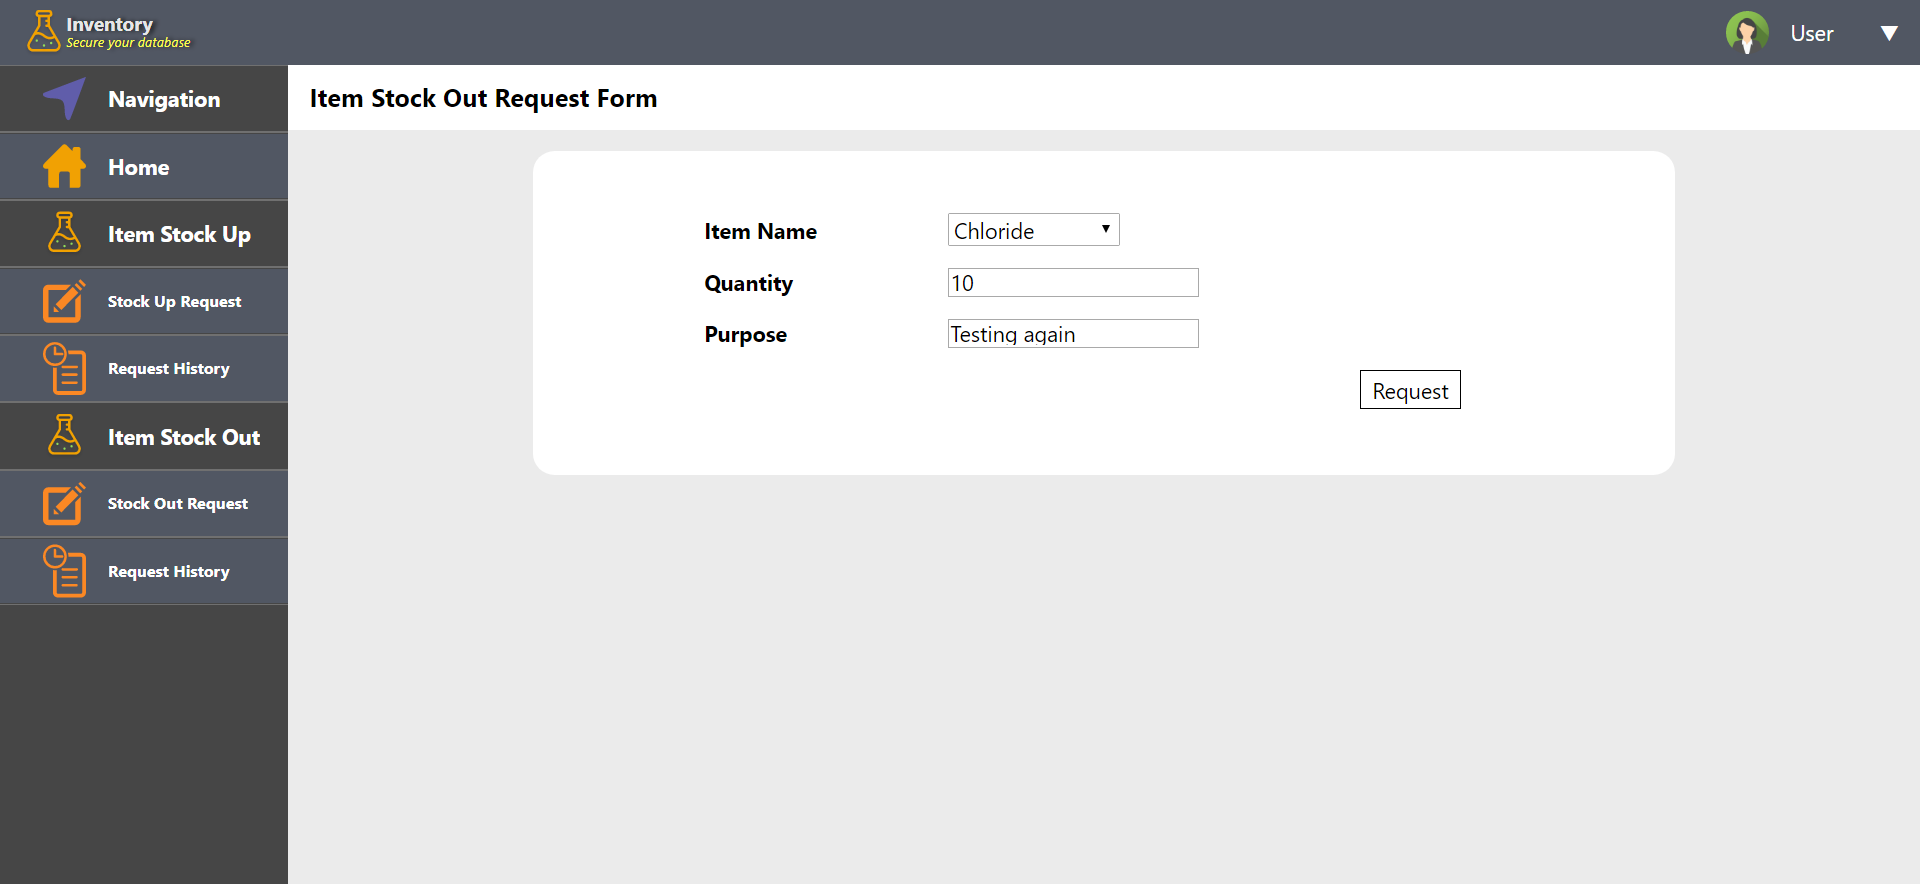 Inventory
Secure your database
User
Navigation
Home
Item Stock Up
Stock Up Request
Request History
Item Stock Out
Stock Out Request
Request History
Item Stock Out Request Form
Item Name Chloride
Quantity 10
Purpose Testing again
Request